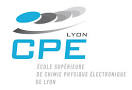 LYON
CPE
ÉCOLE SUPÉRIEURE
DE CHIMIE PHYSIQUE ÉLECTRONIQUE
DE LYON